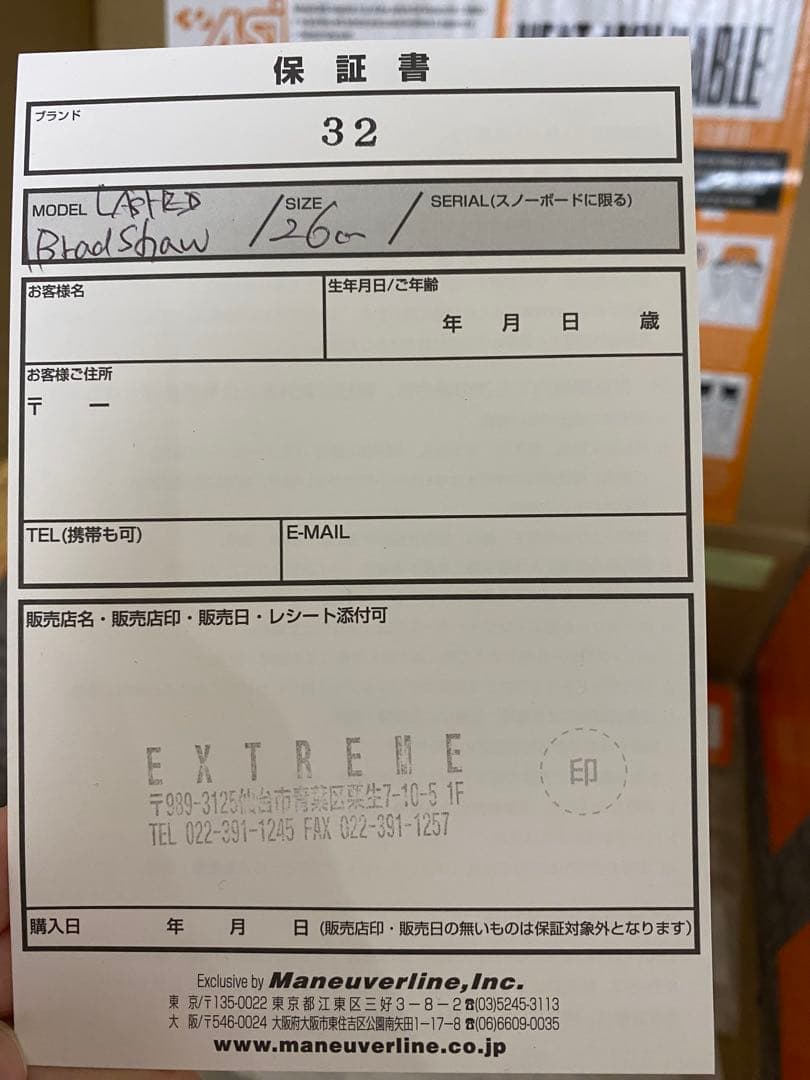 ASI
HEAT MOLDABLE
保証書
ブランド
32
MODEL LASHED Bradshaw /SIZE 26cm / SERIAL(スノーボードに限る)
お客様名
生年月日/ご年齢
年 月 日 歳
お客様ご住所
〒 ー
TEL(携帯も可)
E-MAIL
販売店名・販売店印・販売日・レシート添付可
EXTREME
〒989-3125仙台市青葉区栗生7-10-5 1F
TEL 022-391-1245 FAX 022-391-1257
印
購入日 年 月 日 (販売店印・販売日の無いものは保証対象外となります)
Exclusive by Maneuverline,Inc.
東 京/〒135-0022 東京都江東区三好3-8-2☎(03)5245-3113
大 阪/〒546-0024 大阪府大阪市東住吉区公園南矢田1-17-8☎(06)6609-0035
www.maneuverline.co.jp